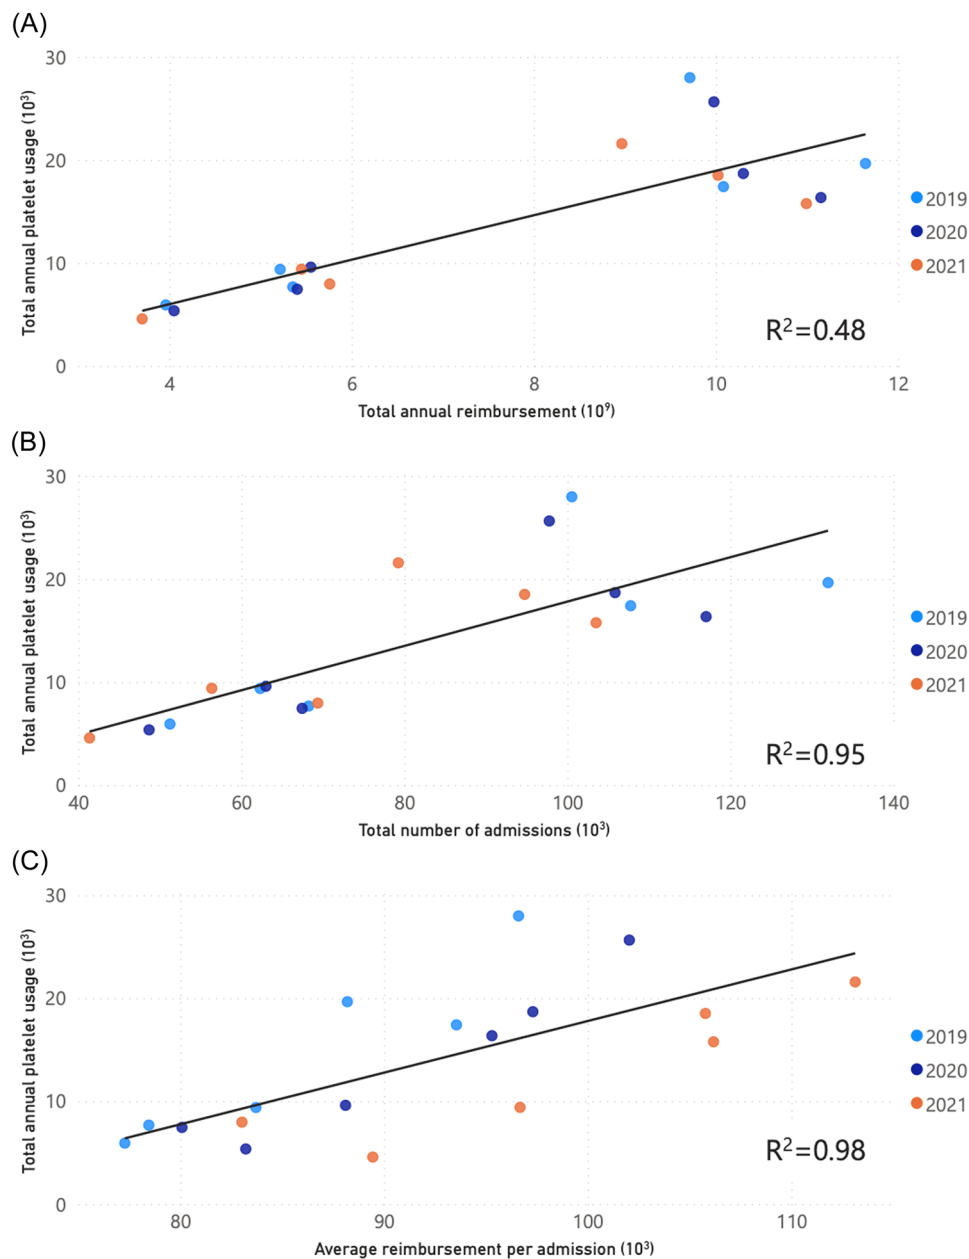 (A)
30
20
10
0
Total annual platelet usage (10³)
4 6 8 10 12
Total annual reimbursement (10⁹)
2019
2020
2021
R²=0.48
(B)
30
20
10
0
Total annual platelet usage (10³)
40 60 80 100 120 140
Total number of admissions (10³)
2019
2020
2021
R²=0.95
(C)
30
20
10
0
Total annual platelet usage (10³)
80 90 100 110
Average reimbursement per admission (10³)
2019
2020
2021
R²=0.98